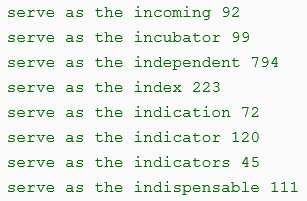 serve as the incoming 92
serve as the incubator 99
serve as the independent 794
serve as the index 223
serve as the indication 72
serve as the indicator 120
serve as the indicators 45
serve as the indispensable 111